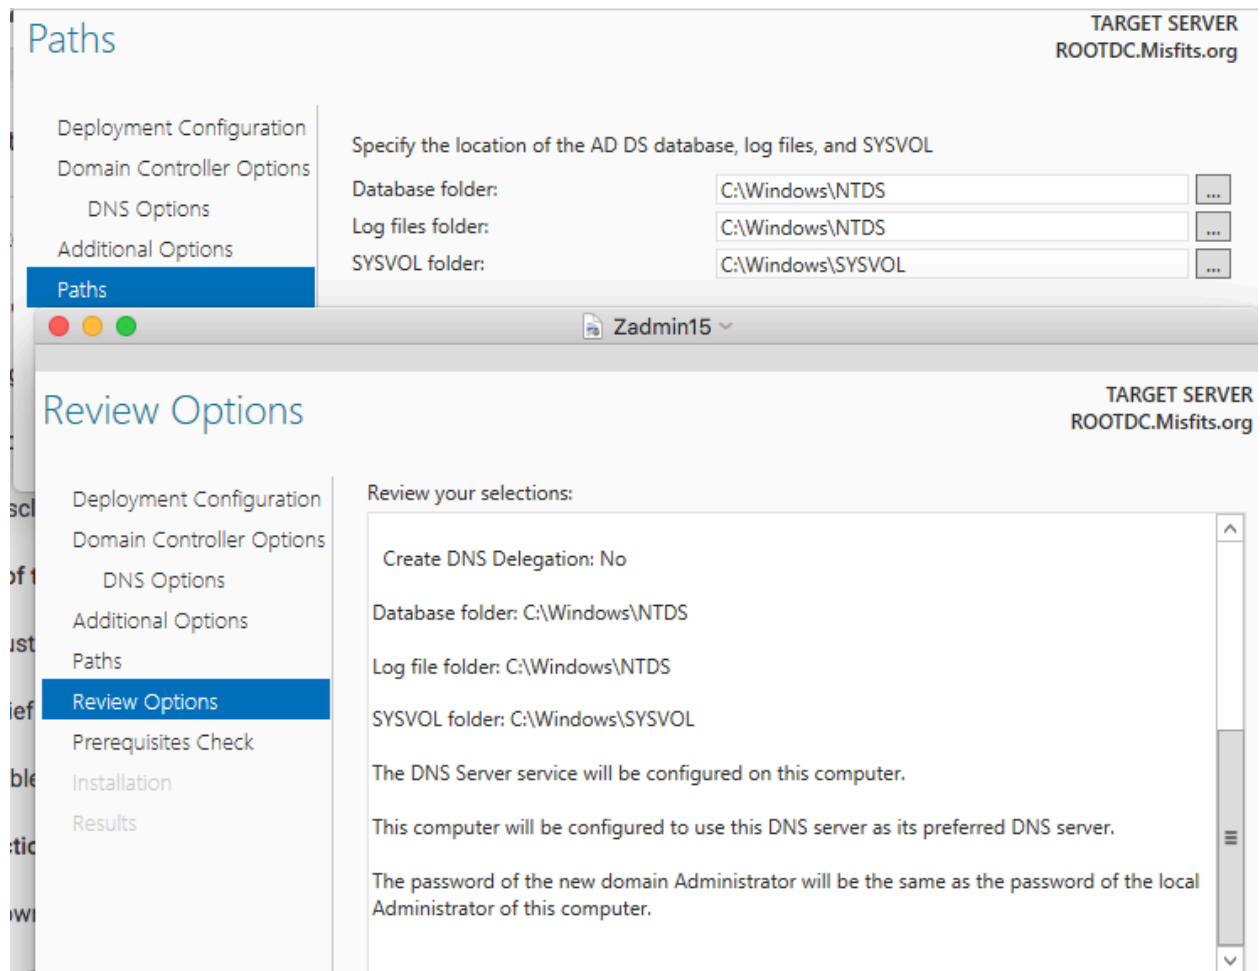 Paths
TARGET SERVER
ROOTDC.Misfits.org
Deployment Configuration
Domain Controller Options
DNS Options
Additional Options
Paths
Specify the location of the AD DS database, log files, and SYSVOL
Database folder: C:\Windows\NTDS ...
Log files folder: C:\Windows\NTDS ...
SYSVOL folder: C:\Windows\SYSVOL ...
Zadmin15
Review Options
TARGET SERVER
ROOTDC.Misfits.org
Deployment Configuration
Domain Controller Options
DNS Options
Additional Options
Paths
Review Options
Prerequisites Check
Installation
Results
Review your selections:
Create DNS Delegation: No
Database folder: C:\Windows\NTDS
Log file folder: C:\Windows\NTDS
SYSVOL folder: C:\Windows\SYSVOL
The DNS Server service will be configured on this computer.
This computer will be configured to use this DNS server as its preferred DNS server.
The password of the new domain Administrator will be the same as the password of the local
Administrator of this computer.